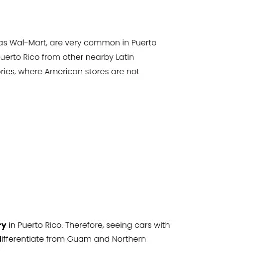 as Wal-Mart, are very common in Puerto
uerto Rico from other nearby Latin
ries, where American stores are not
ry in Puerto Rico. Therefore, seeing cars with
differentiate from Guam and Northern